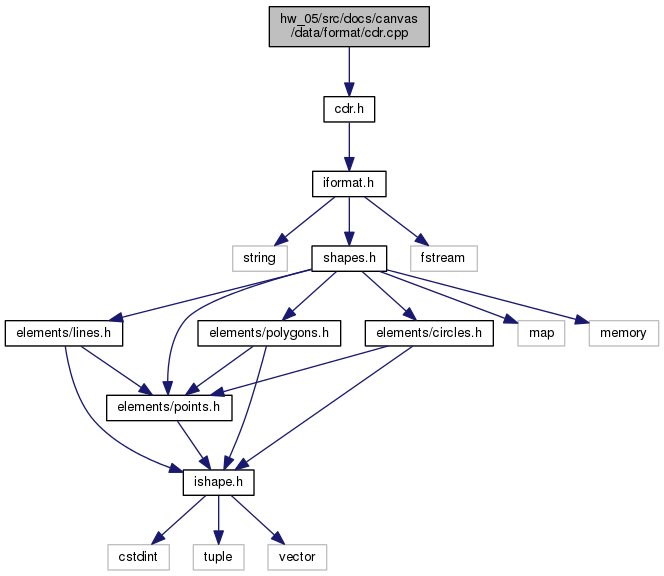 hw_05/src/docs/canvas
/data/format/cdr.cpp
cdr.h
iformat.h
string
shapes.h
fstream
elements/lines.h
elements/polygons.h
elements/circles.h
map
memory
elements/points.h
ishape.h
cstdint
tuple
vector